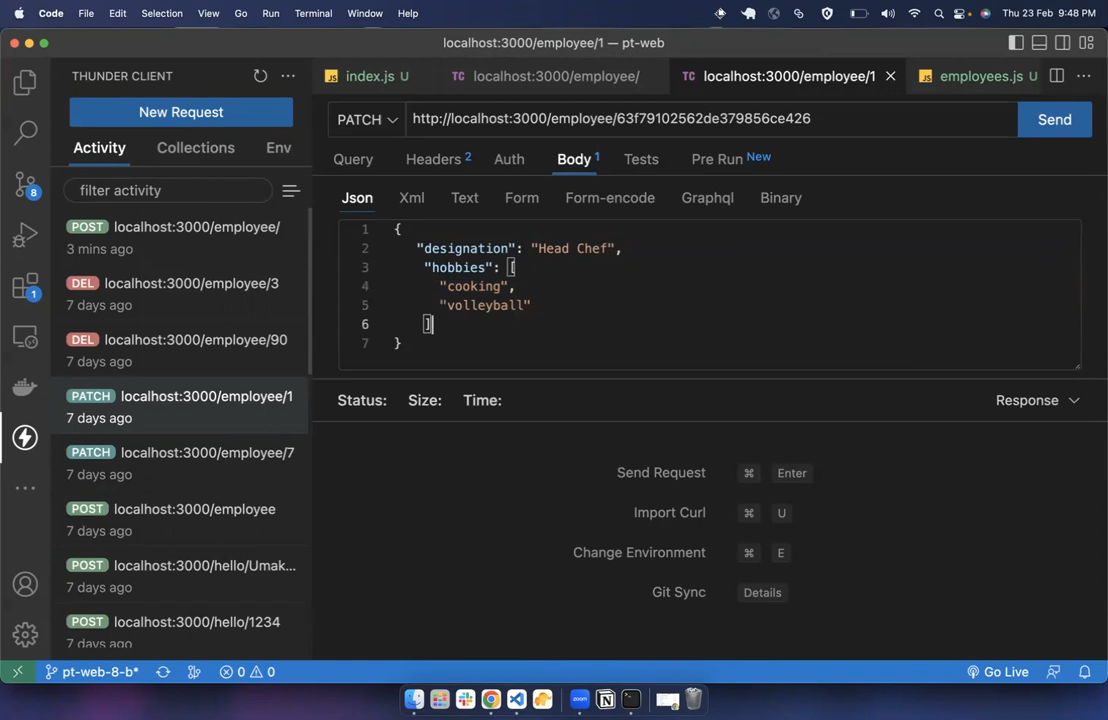 Code File Edit Selection View Go Run Terminal Window Help Thu 23 Feb 9:48 PM
localhost:3000/employee/1 — pt-web
THUNDER CLIENT
New Request
Activity Collections Env
filter activity
POST localhost:3000/employee/
3 mins ago
DEL localhost:3000/employee/3
7 days ago
DEL localhost:3000/employee/90
7 days ago
PATCH localhost:3000/employee/1
7 days ago
PATCH localhost:3000/employee/7
7 days ago
POST localhost:3000/employee
7 days ago
POST localhost:3000/hello/Umak...
7 days ago
POST localhost:3000/hello/1234
7 days ago
8
1
JS index.js U TC localhost:3000/employee/ TC localhost:3000/employee/1 JS employees.js U
PATCH http://localhost:3000/employee/63f79102562de379856ce426 Send
Query Headers 2 Auth Body 1 Tests Pre Run New
Json Xml Text Form Form-encode Graphql Binary
1 {
2 "designation": "Head Chef",
3 "hobbies": [
4 "cooking",
5 "volleyball"
6 ]
7 }
Status: Size: Time: Response
Send Request ⌘ Enter
Import Curl ⌘ U
Change Environment ⌘ E
Git Sync Details
pt-web-8-b* 0 0 Go Live
zoom